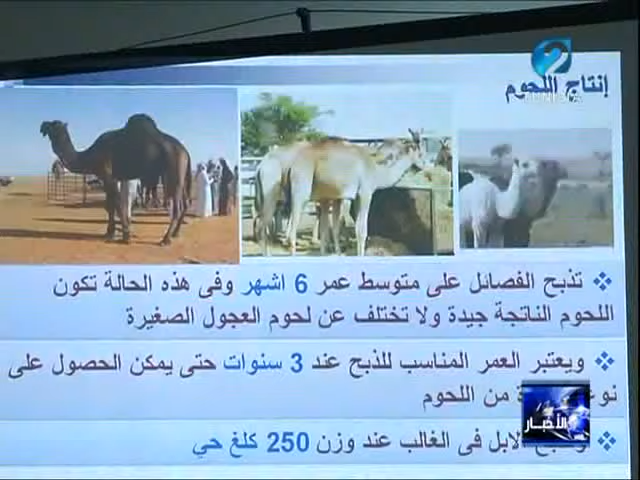 إنتاج اللحوم
❖ تذبح الفصائل على متوسط عمر 6 اشهر وفى هذه الحالة تكون
اللحوم الناتجة جيدة ولا تختلف عن لحوم العجول الصغيرة
❖ ويعتبر العمر المناسب للذبح عند 3 سنوات حتى يمكن الحصول على
من اللحوم
❖ الابل فى الغالب عند وزن 250 كلغ حي
الأخبار